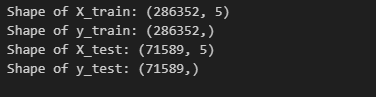 Shape of X_train: (286352, 5)
Shape of y_train: (286352,)
Shape of X_test: (71589, 5)
Shape of y_test: (71589,)